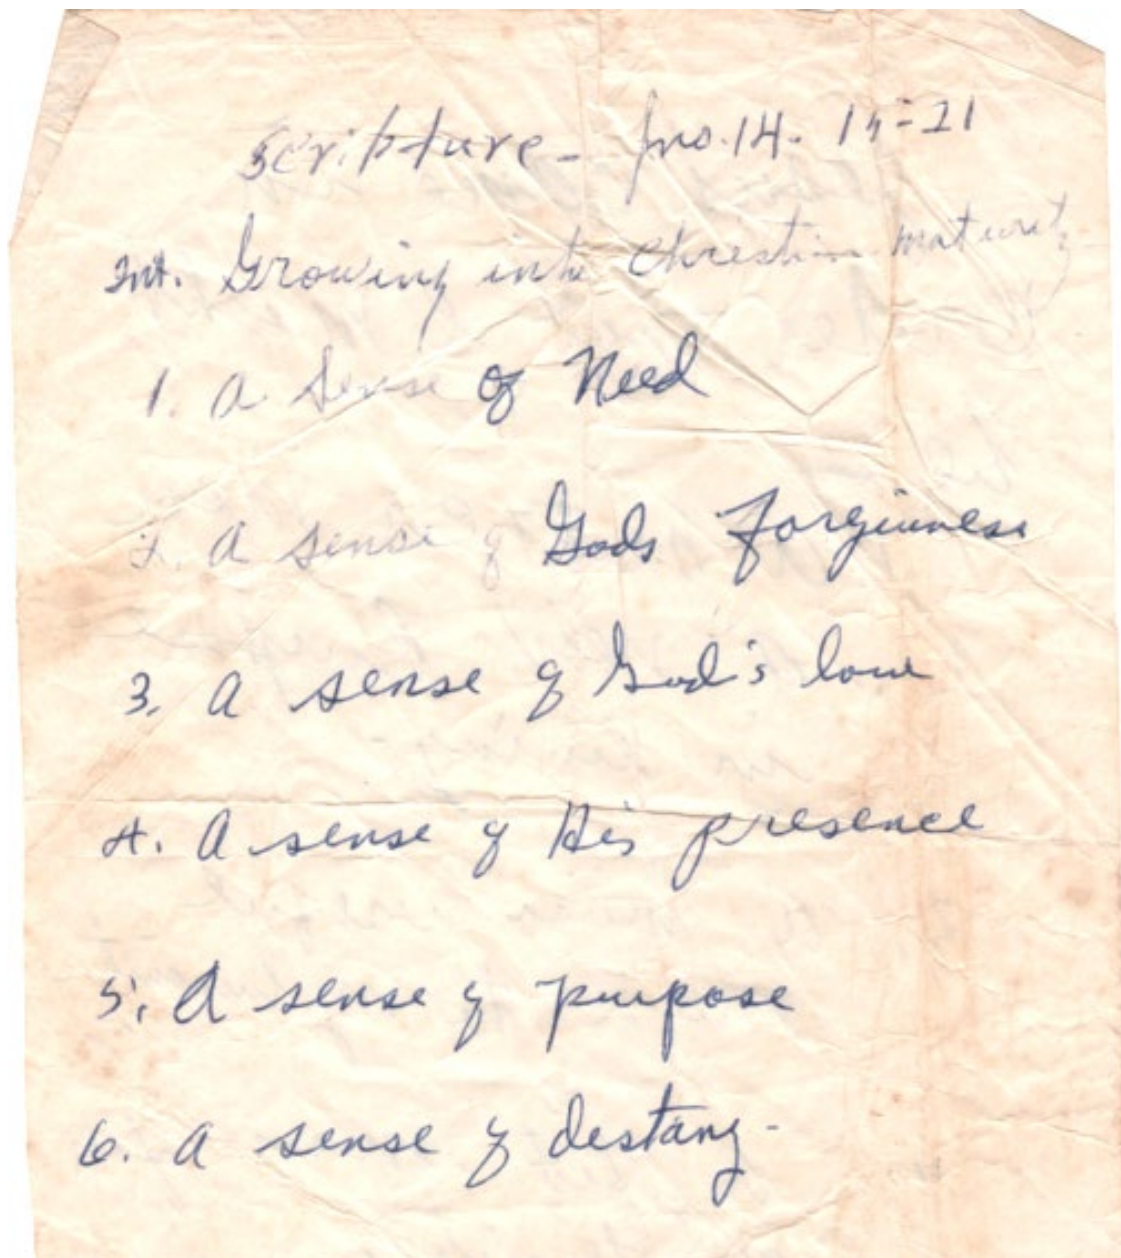 Scripture - Jno. 14. 15-21
Int. Growing into Christian maturity
1. A Sense of Need
2. A sense of Gods forgiveness
3. A sense of God's love
4. A sense of His presence
5. A sense of purpose
6. A sense of destany-